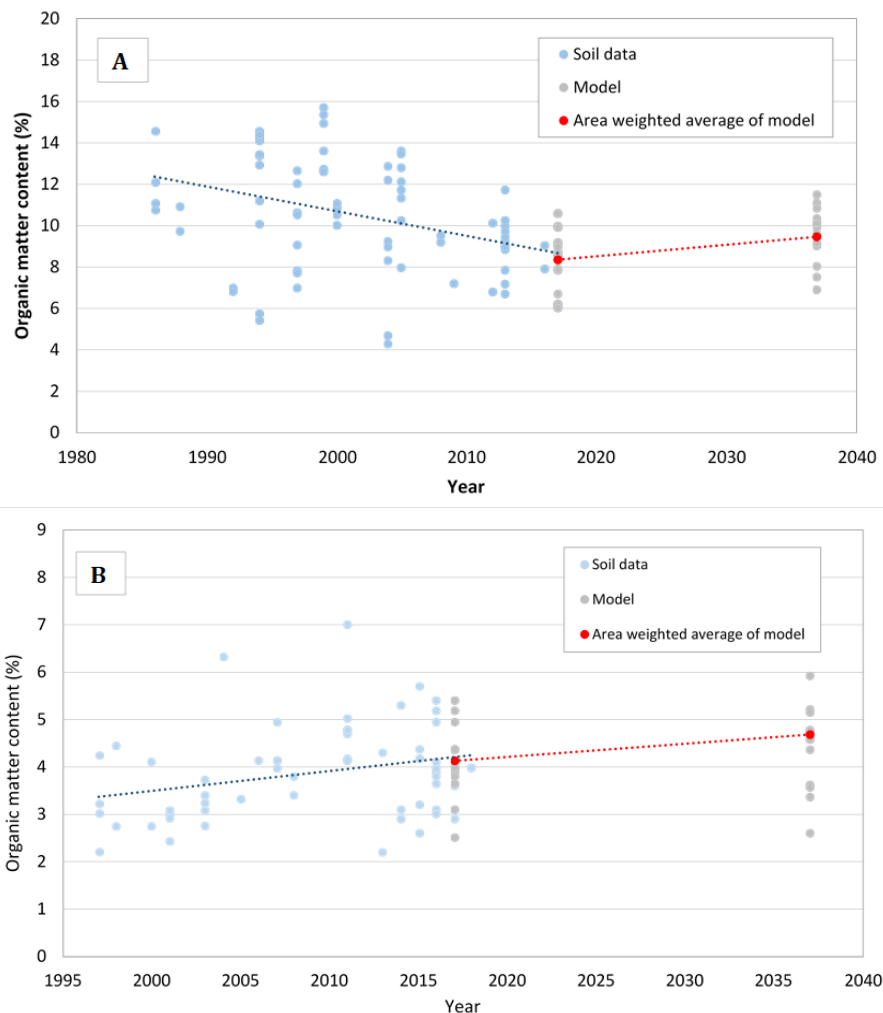 20
18
16
14
12
10
8
6
4
2
0
Organic matter content (%)
A
Soil data
Model
Area weighted average of model
1980 1990 2000 2010 2020 2030 2040
Year
9
8
7
6
5
4
3
2
1
0
Organic matter content (%)
B
Soil data
Model
Area weighted average of model
1995 2000 2005 2010 2015 2020 2025 2030 2035 2040
Year